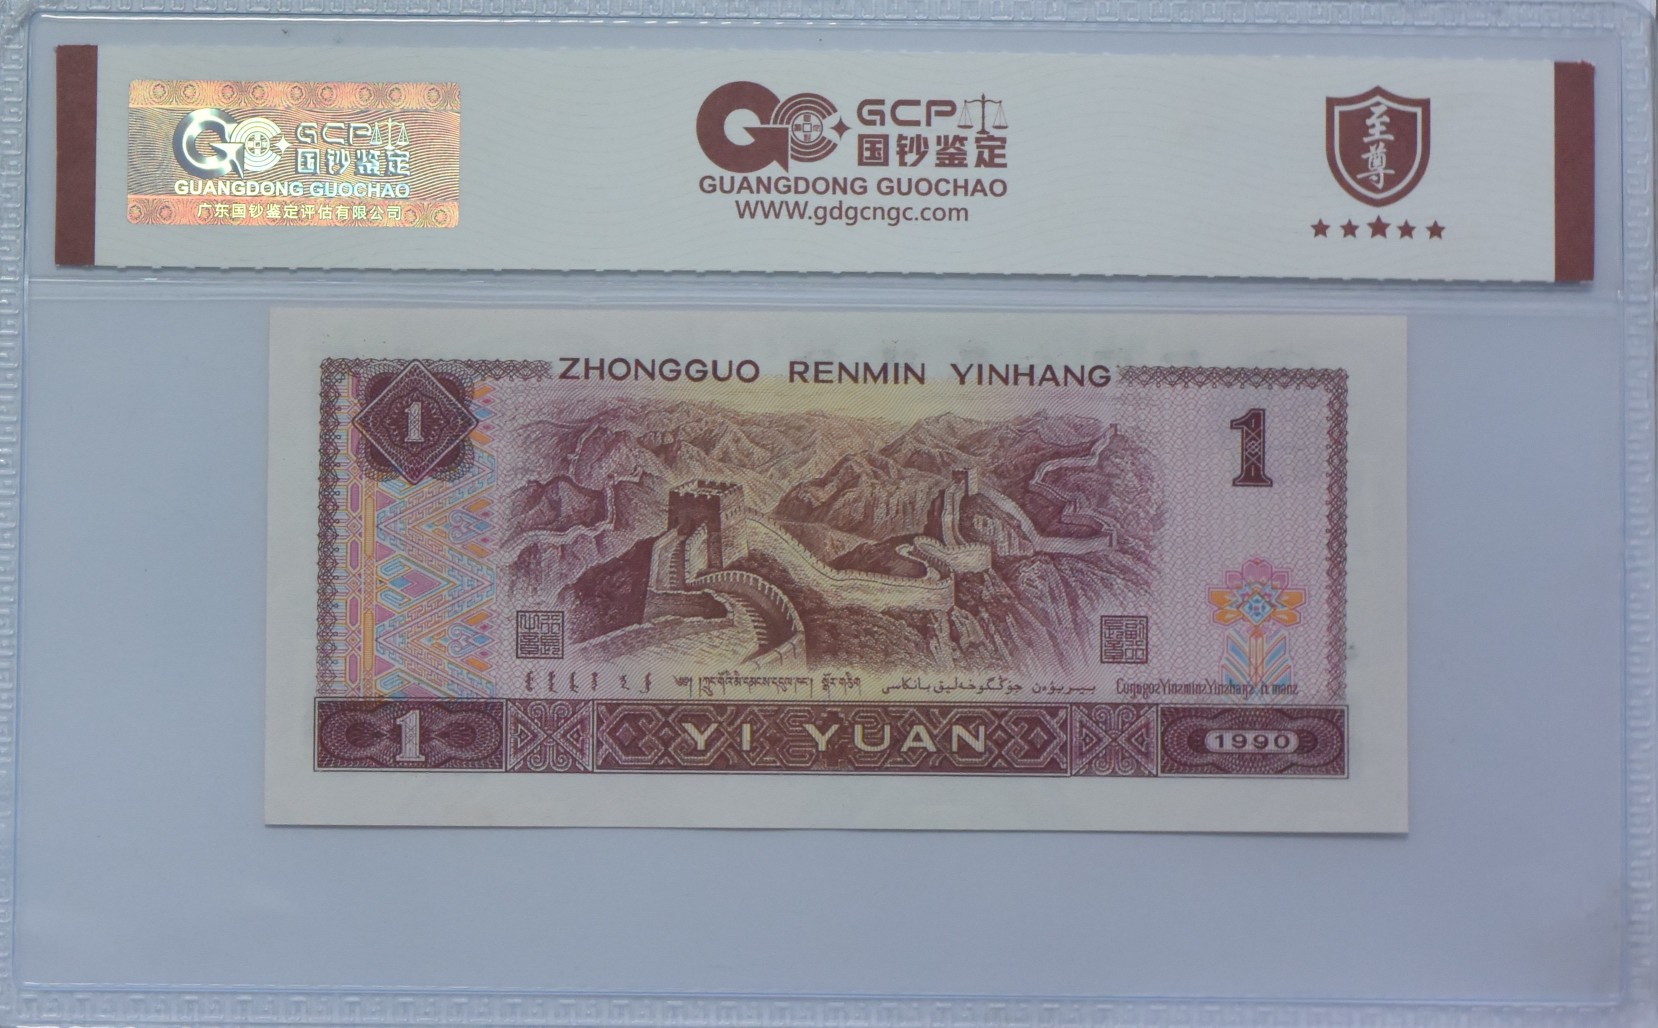 GCP
国钞鉴定
GUANGDONG GUOCHAO
广东国钞鉴定评估有限公司
GCP
国钞鉴定
GUANGDONG GUOCHAO
WWW.gdgcngc.com
至
尊
ZHONGGUO RENMIN YINHANG
1
1
1
YI YUAN
1990